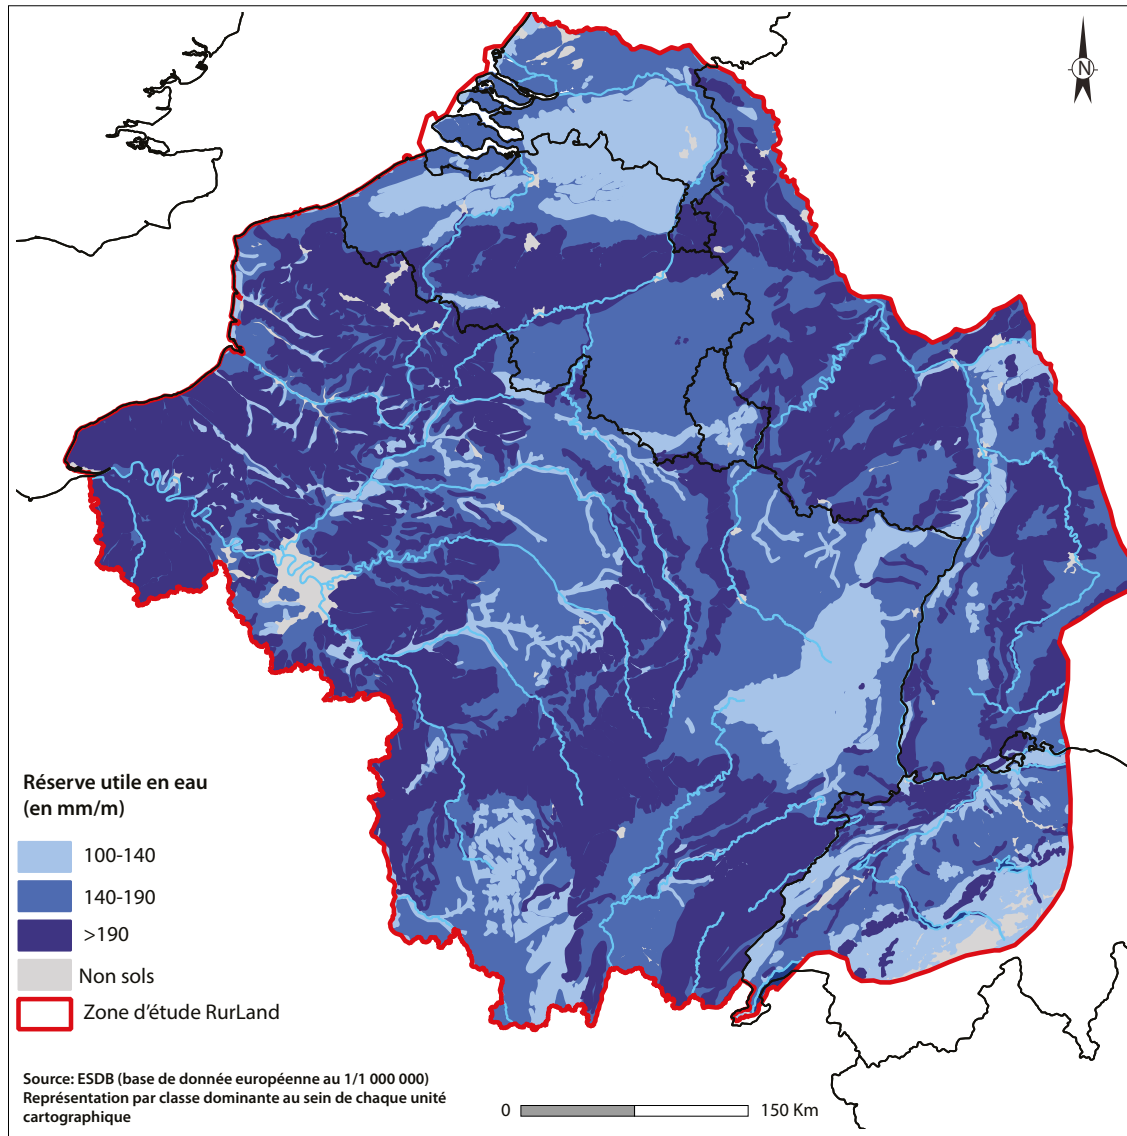 N
Réserve utile en eau
(en mm/m)
100-140
140-190
>190
Non sols
Zone d'étude RurLand
Source: ESDB (base de donnée européenne au 1/1 000 000)
Représentation par classe dominante au sein de chaque unité
cartographique
0 150 Km